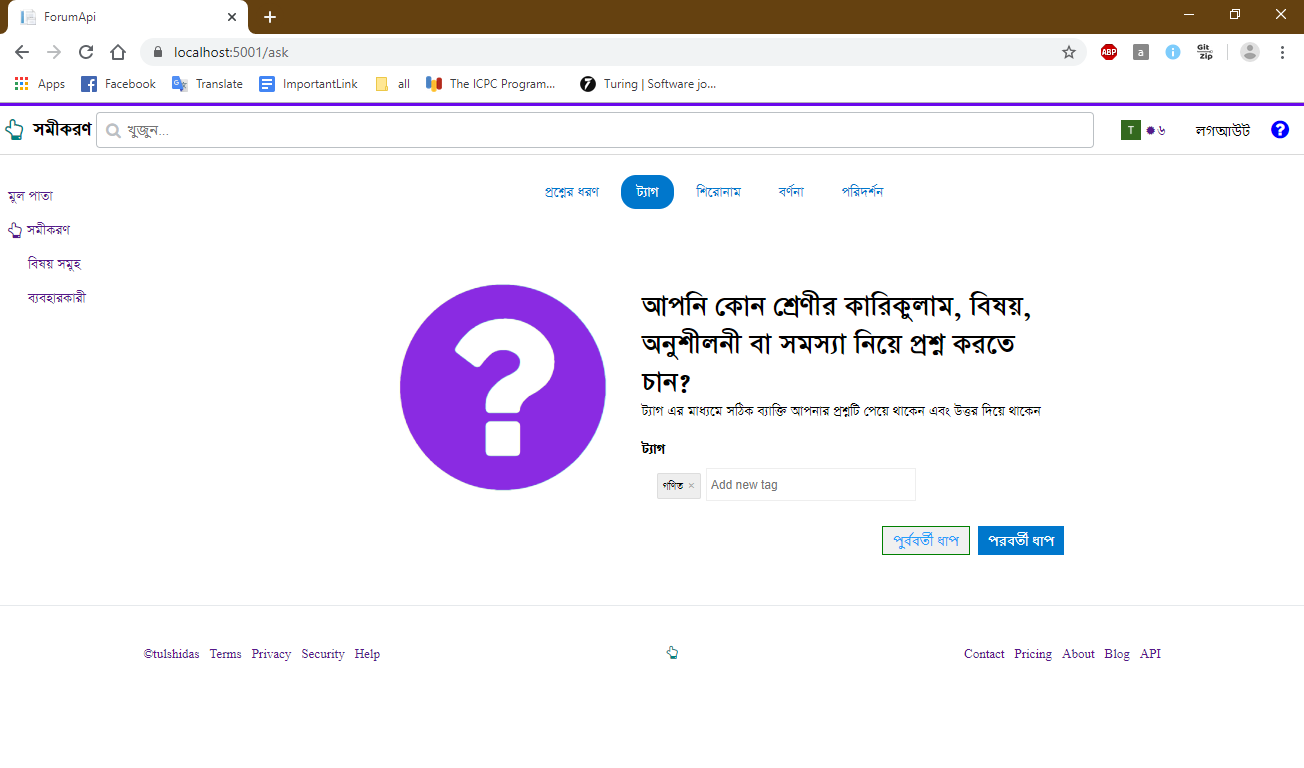 ForumApi
localhost:5001/ask
ABP a i Git Zip
Apps Facebook Translate ImportantLink all The ICPC Program... Turing | Software jo...
সমীকরণ খুজুন... T ৬ লগআউট ?
মুল পাতা
সমীকরণ
বিষয় সমুহ
ব্যবহারকারী
প্রশ্নের ধরণ ট্যাগ শিরোনাম বর্ণনা পরিদর্শন
?
আপনি কোন শ্রেণীর কারিকুলাম, বিষয়,
অনুশীলনী বা সমস্যা নিয়ে প্রশ্ন করতে
চান?
ট্যাগ এর মাধ্যমে সঠিক ব্যাক্তি আপনার প্রশ্নটি পেয়ে থাকেন এবং উত্তর দিয়ে থাকেন
ট্যাগ
গণিত × Add new tag
পুর্ববর্তী ধাপ পরবর্তী ধাপ
©tulshidas Terms Privacy Security Help Contact Pricing About Blog API